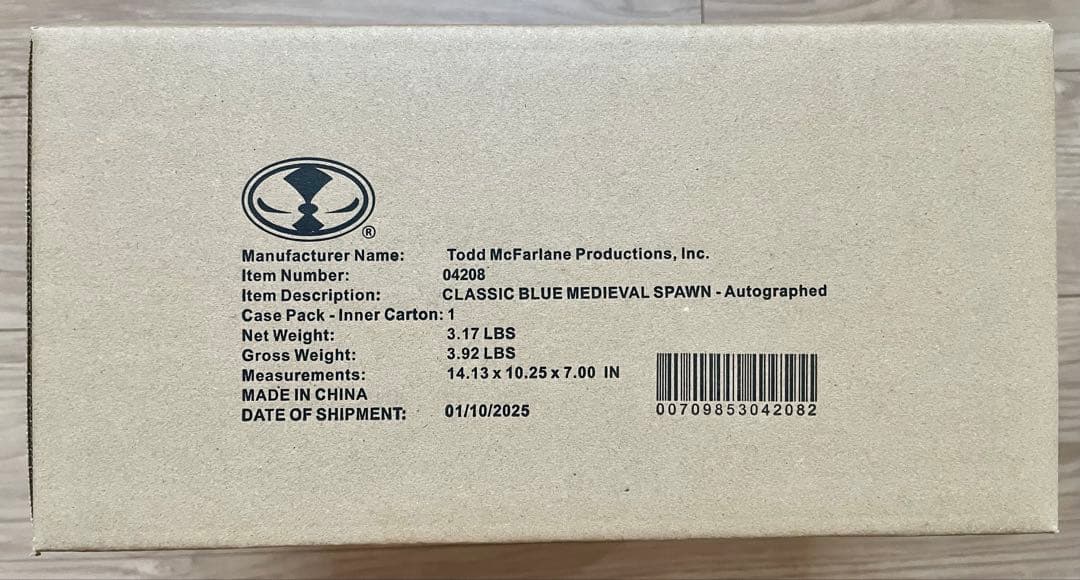 ®
Manufacturer Name: Todd McFarlane Productions, Inc.
Item Number: 04208
Item Description: CLASSIC BLUE MEDIEVAL SPAWN - Autographed
Case Pack - Inner Carton: 1
Net Weight: 3.17 LBS
Gross Weight: 3.92 LBS
Measurements: 14.13 x 10.25 x 7.00 IN
MADE IN CHINA
DATE OF SHIPMENT: 01/10/2025
00709853042082